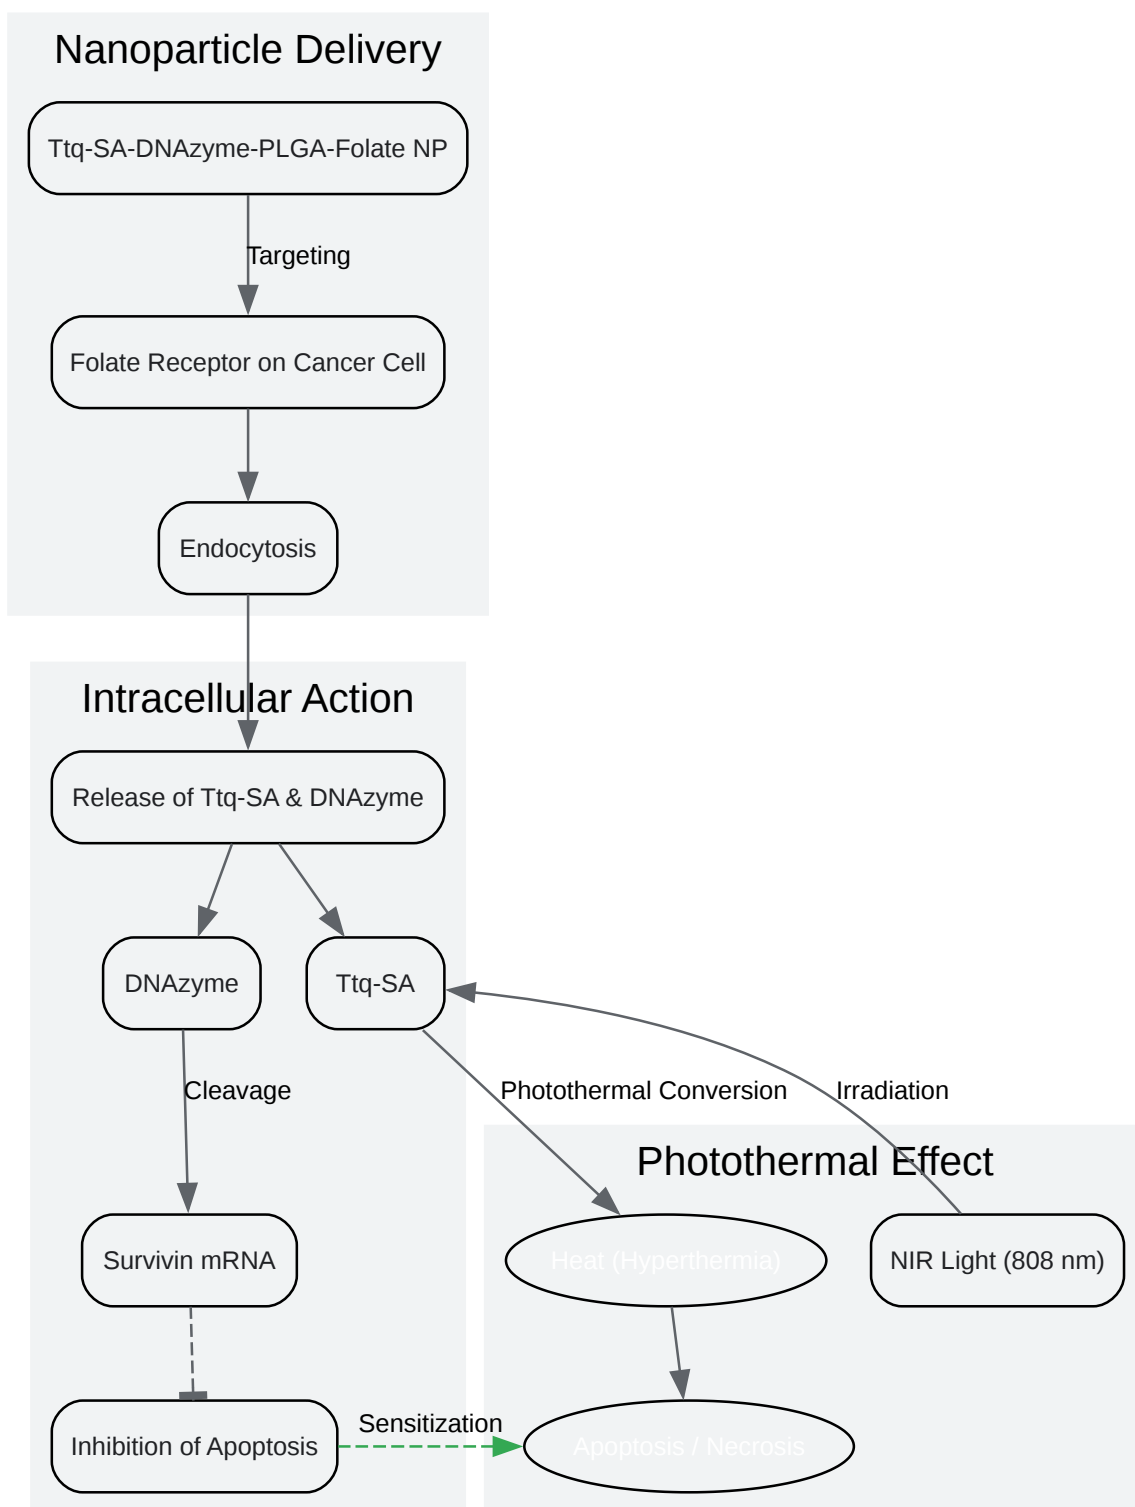 Nanoparticle Delivery
Ttq-SA-DNAzyme-PLGA-Folate NP
Targeting
Folate Receptor on Cancer Cell
Endocytosis
Intracellular Action
Release of Ttq-SA & DNAzyme
DNAzyme
Ttq-SA
Cleavage
Photothermal Conversion
Irradiation
Photothermal Effect
Survivin mRNA
Heat (Hyperthermia)
NIR Light (808 nm)
Sensitization
Inhibition of Apoptosis
Apoptosis / Necrosis